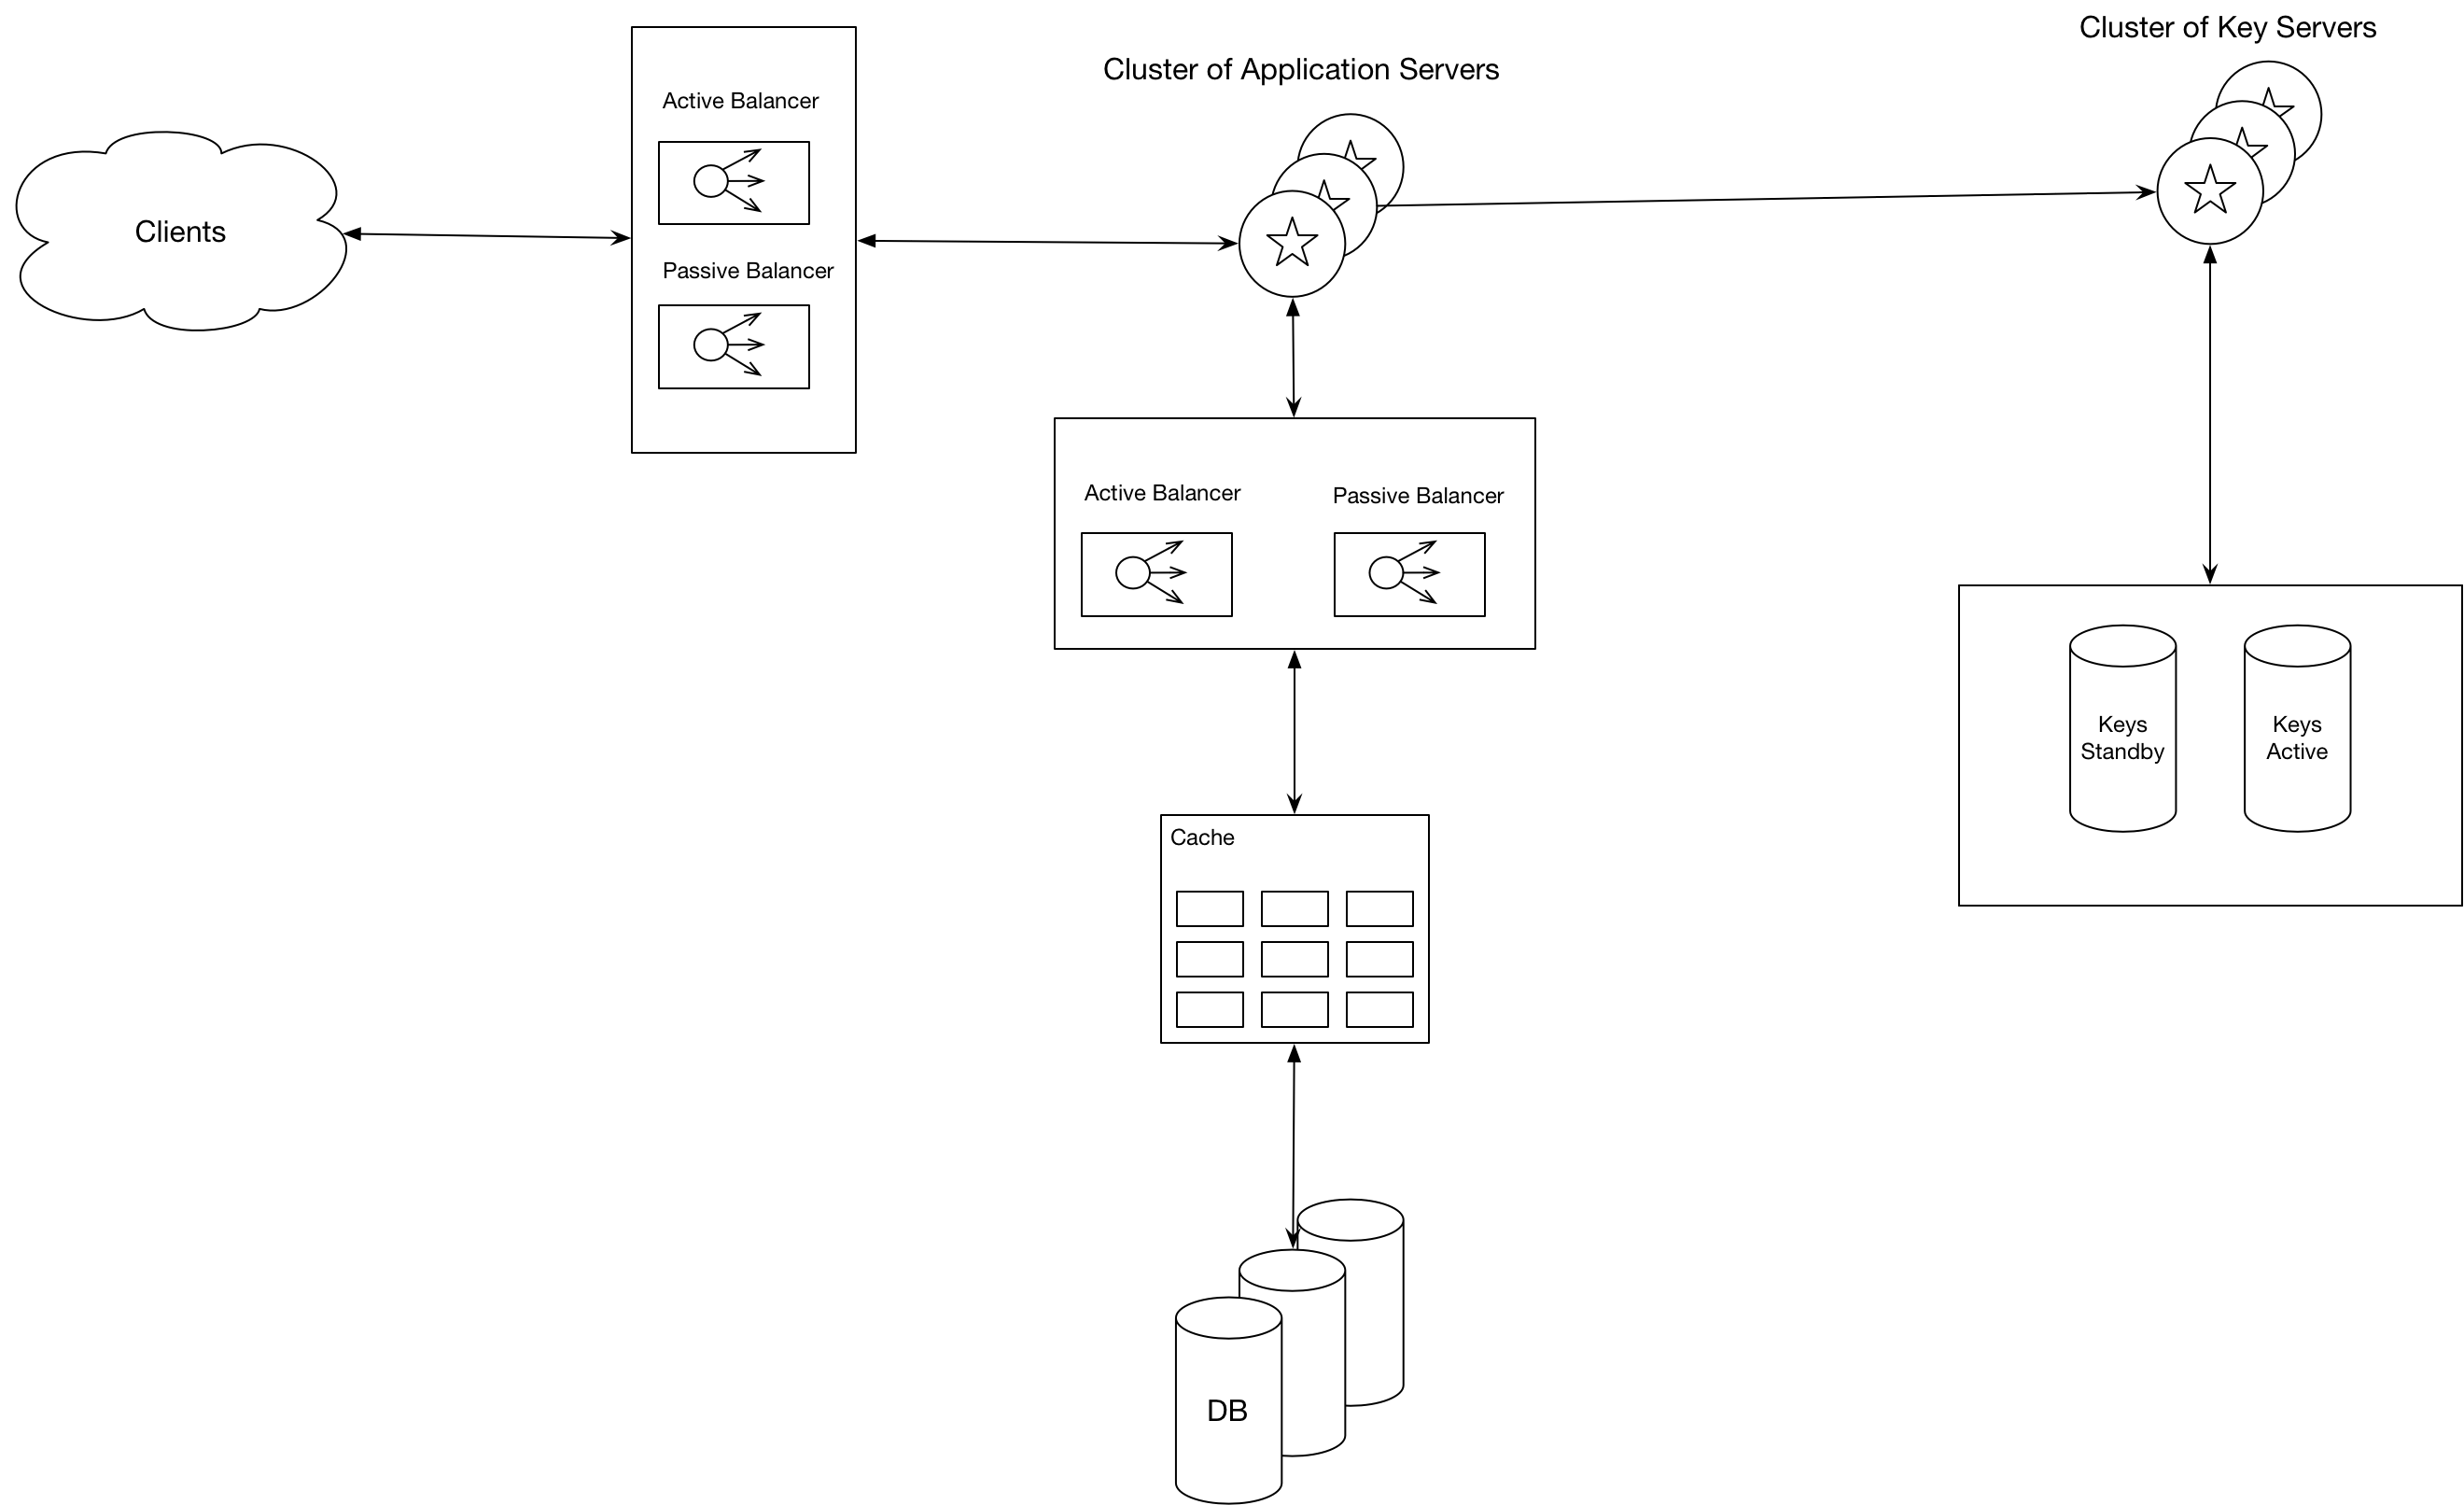 Cluster of Key Servers
Cluster of Application Servers
Active Balancer
Clients
Passive Balancer
Active Balancer
Passive Balancer
Keys
Standby
Keys
Active
Cache
DB